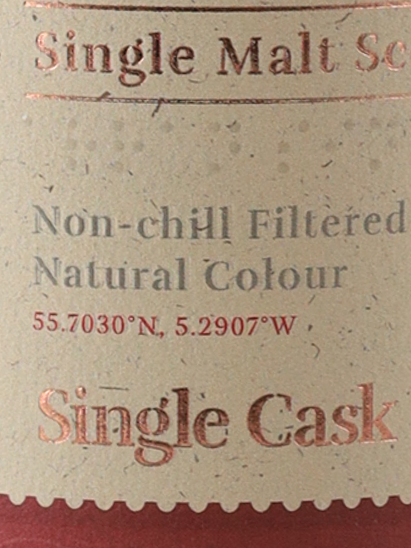 Single Malt Sc
Non-chill Filtered
Natural Colour
55.7030°N, 5.2907°W
Single Cask